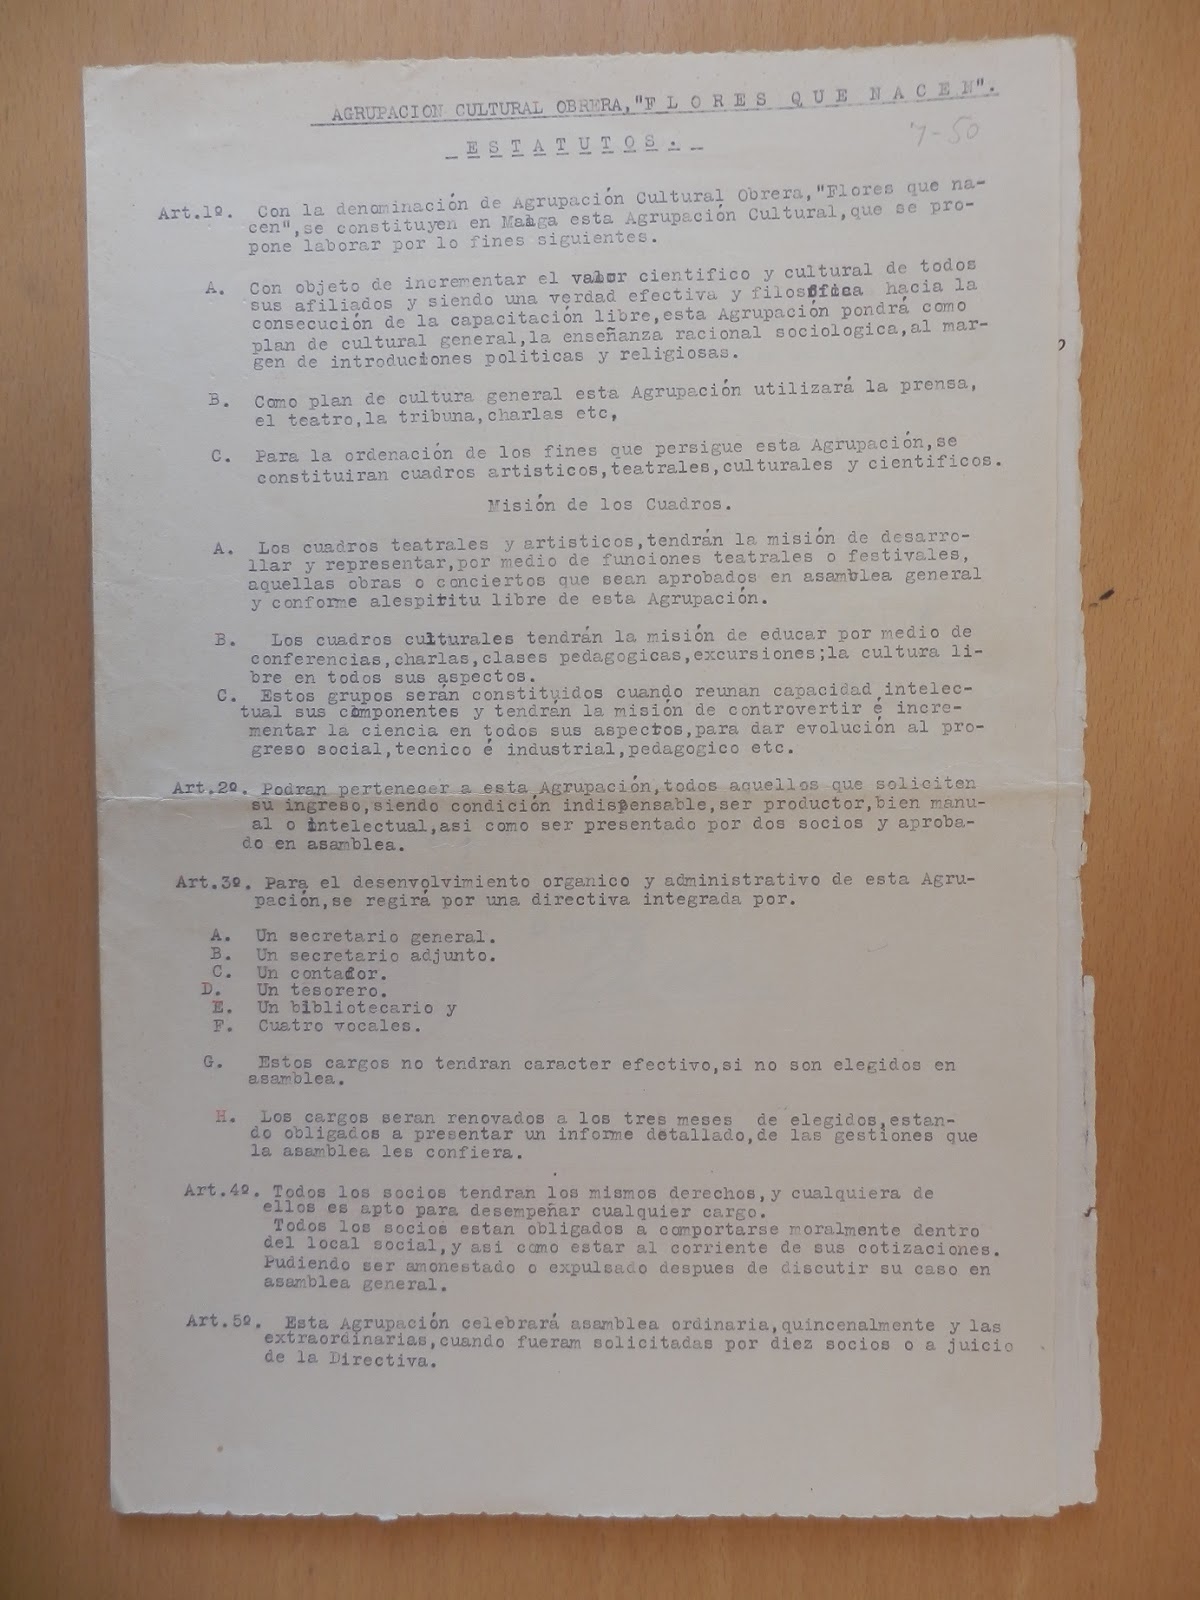 AGRUPACION CULTURAL OBRERA,"F L O R E S  Q U E  N A C E N".
_ E S T A T U T O S . _
7-50
Art.1º. Con la denominación de Agrupación Cultural Obrera,"Flores que na-
cen",se constituyen en Maàga esta Agrupación Cultural,que se pro-
pone laborar por lo fines siguientes.
A. Con objeto de incrementar el valor cientifico y cultural de todos
sus afiliados y siendo una verdad efectiva y filosófica hacia la
consecución de la capacitación libre,esta Agrupación pondrá como
plan de cultural general,la enseñanza racional sociologica,al mar-
gen de introduciones politicas y religiosas.
B. Como plan de cultura general esta Agrupación utilizará la prensa,
el teatro,la tribuna,charlas etc,
C. Para la ordenación de los fines que persigue esta Agrupación,se
constituiran cuadros artisticos,teatrales,culturales y cientificos.
Misión de los Cuadros.
A. Los cuadros teatrales y artisticos,tendrán la misión de desarro-
llar y representar,por medio de funciones teatrales o festivales,
aquellas obras o conciertos que sean aprobados en asamblea general
y conforme alespiritu libre de esta Agrupación.
B. Los cuadros culturales tendrán la misión de educar por medio de
conferencias,charlas,clases pedagogicas,excursiones;la cultura li-
bre en todos sus aspectos.
C. Estos grupos serán constituidos cuando reunan capacidad intelec-
tual sus componentes y tendrán la misión de controvertir é incre-
mentar la ciencia en todos sus aspectos,para dar evolución al pro-
greso social,tecnico é industrial,pedagogico etc.
Art.2º. Podran pertenecer a esta Agrupación,todos aquellos que soliciten
su ingreso,siendo condición indispensable,ser productor,bien manu-
al o intelectual,asi como ser presentado por dos socios y aproba-
do en asamblea.
Art.3º. Para el desenvolvimiento organico y administrativo de esta Agru-
pación,se regirá por una directiva integrada por.
A. Un secretario general.
B. Un secretario adjunto.
C. Un contador.
D. Un tesorero.
E. Un bibliotecario y
F. Cuatro vocales.
G. Estos cargos no tendran caracter efectivo,si no son elegidos en
asamblea.
H. Los cargos seran renovados a los tres meses de elegidos,estan-
do obligados a presentar un informe detallado,de las gestiones que
la asamblea les confiera.
Art.4º. Todos los socios tendran los mismos derechos,y cualquiera de
ellos es apto para desempeñar cualquier cargo.
Todos los socios estan obligados a comportarse moralmente dentro
del local social,y asi como estar al corriente de sus cotizaciones.
Pudiendo ser amonestado o expulsado despues de discutir su caso en
asamblea general.
Art.5º. Esta Agrupación celebrará asamblea ordinaria,quincenalmente y las
extraordinarias,cuando fueram solicitadas por diez socios o a juicio
de la Directiva.